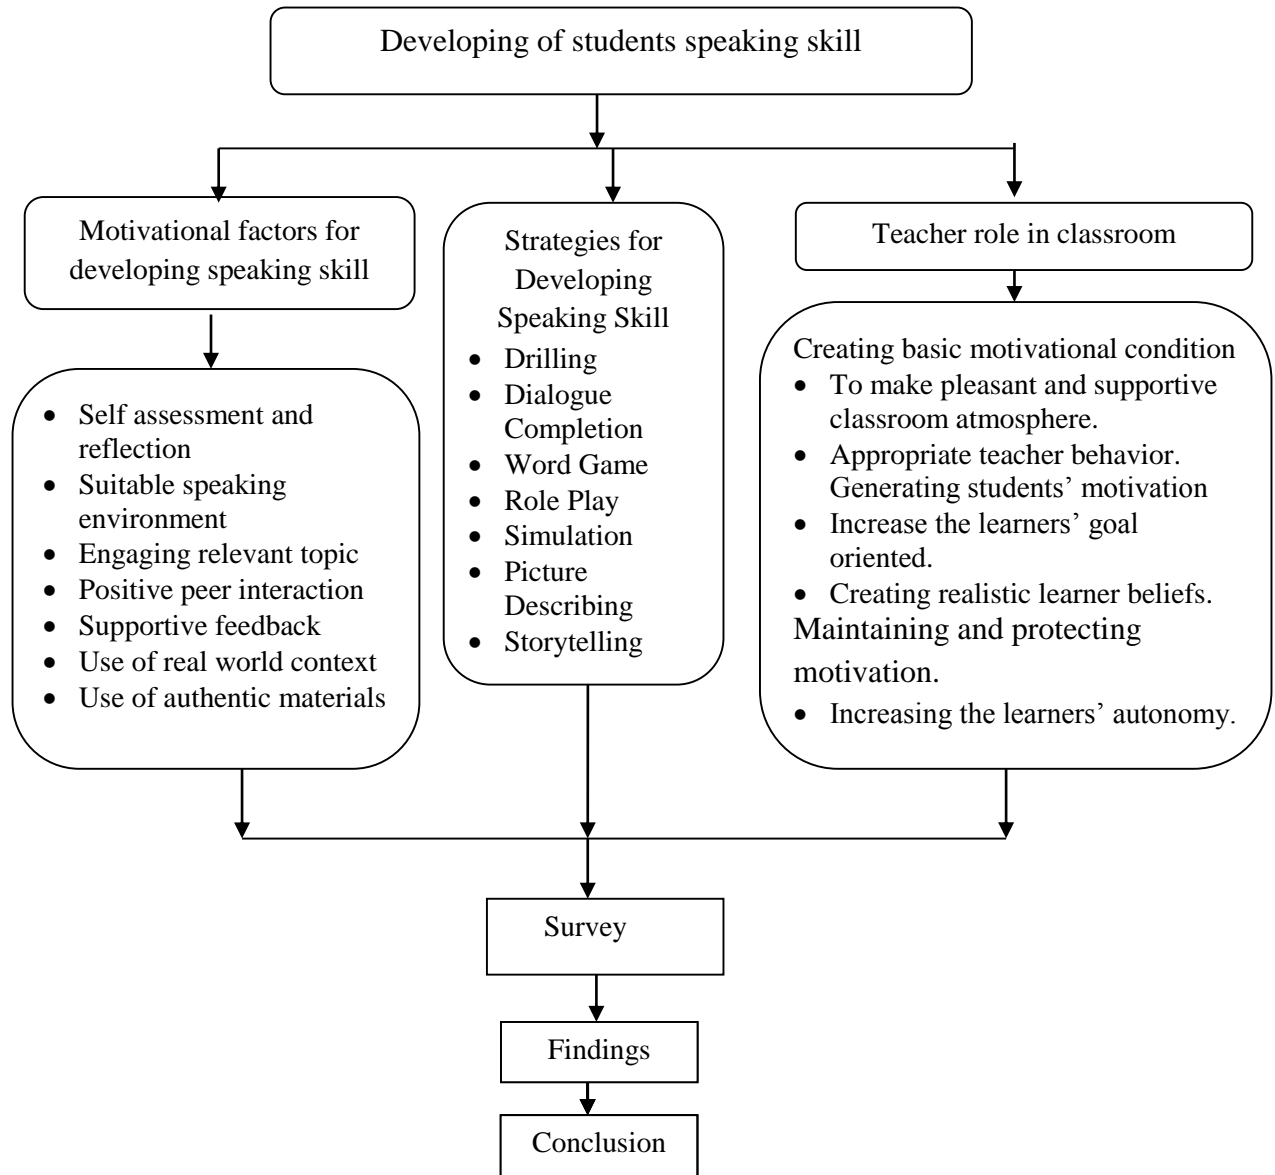 Developing of students speaking skill
Motivational factors for
developing speaking skill
• Self assessment and
reflection
• Suitable speaking
environment
• Engaging relevant topic
• Positive peer interaction
• Supportive feedback
• Use of real world context
• Use of authentic materials
Strategies for
Developing
Speaking Skill
• Drilling
• Dialogue
Completion
• Word Game
• Role Play
• Simulation
• Picture
Describing
• Storytelling
Teacher role in classroom
Creating basic motivational condition
• To make pleasant and supportive
classroom atmosphere.
• Appropriate teacher behavior.
Generating students’ motivation
• Increase the learners’ goal
oriented.
• Creating realistic learner beliefs.
Maintaining and protecting
motivation.
• Increasing the learners’ autonomy.
Survey
Findings
Conclusion